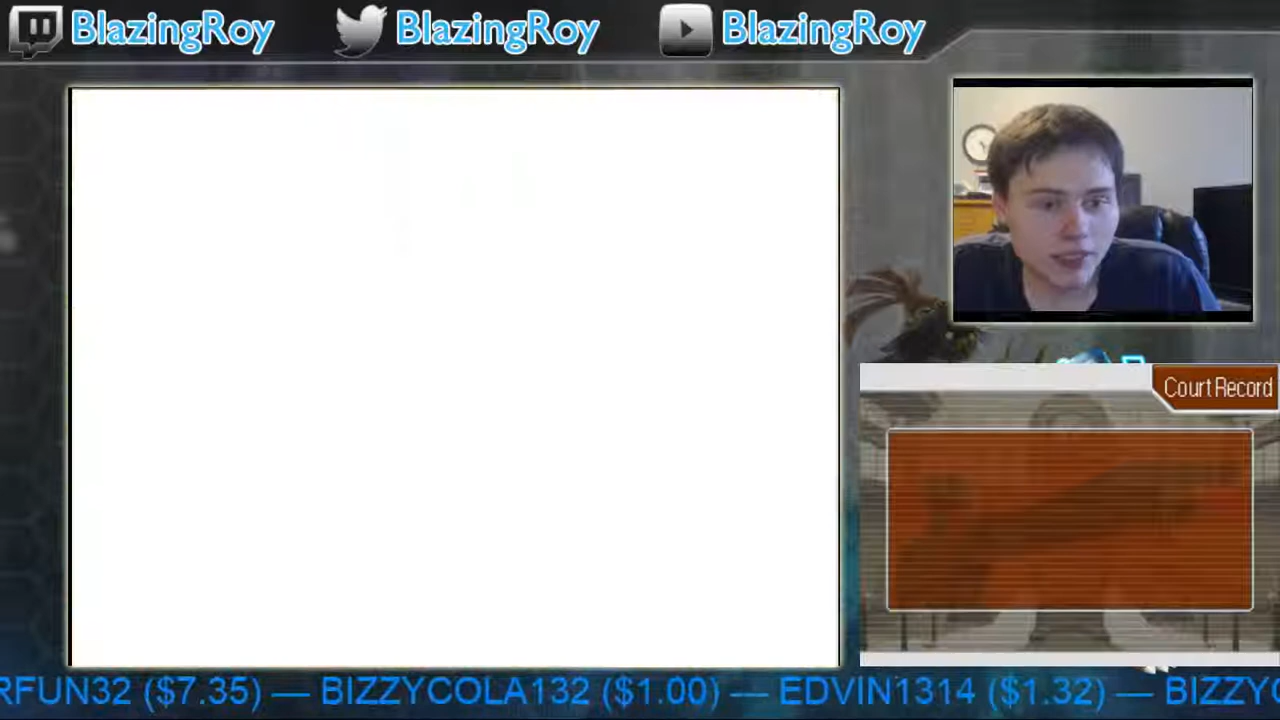 BlazingRoy BlazingRoy BlazingRoy
Court Record
RFUN32 ($7.35) — BIZZYCOLA132 ($1.00) — EDVIN1314 ($1.32) — BIZZYC